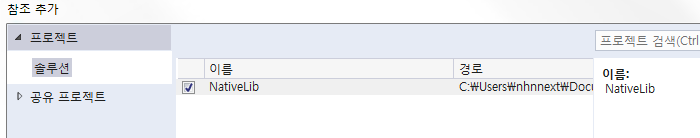 참조 추가
프로젝트
프로젝트 검색(Ctrl
솔루션
이름 경로
이름:
NativeLib C:₩Users₩nhnnext₩Docu
NativeLib
공유 프로젝트